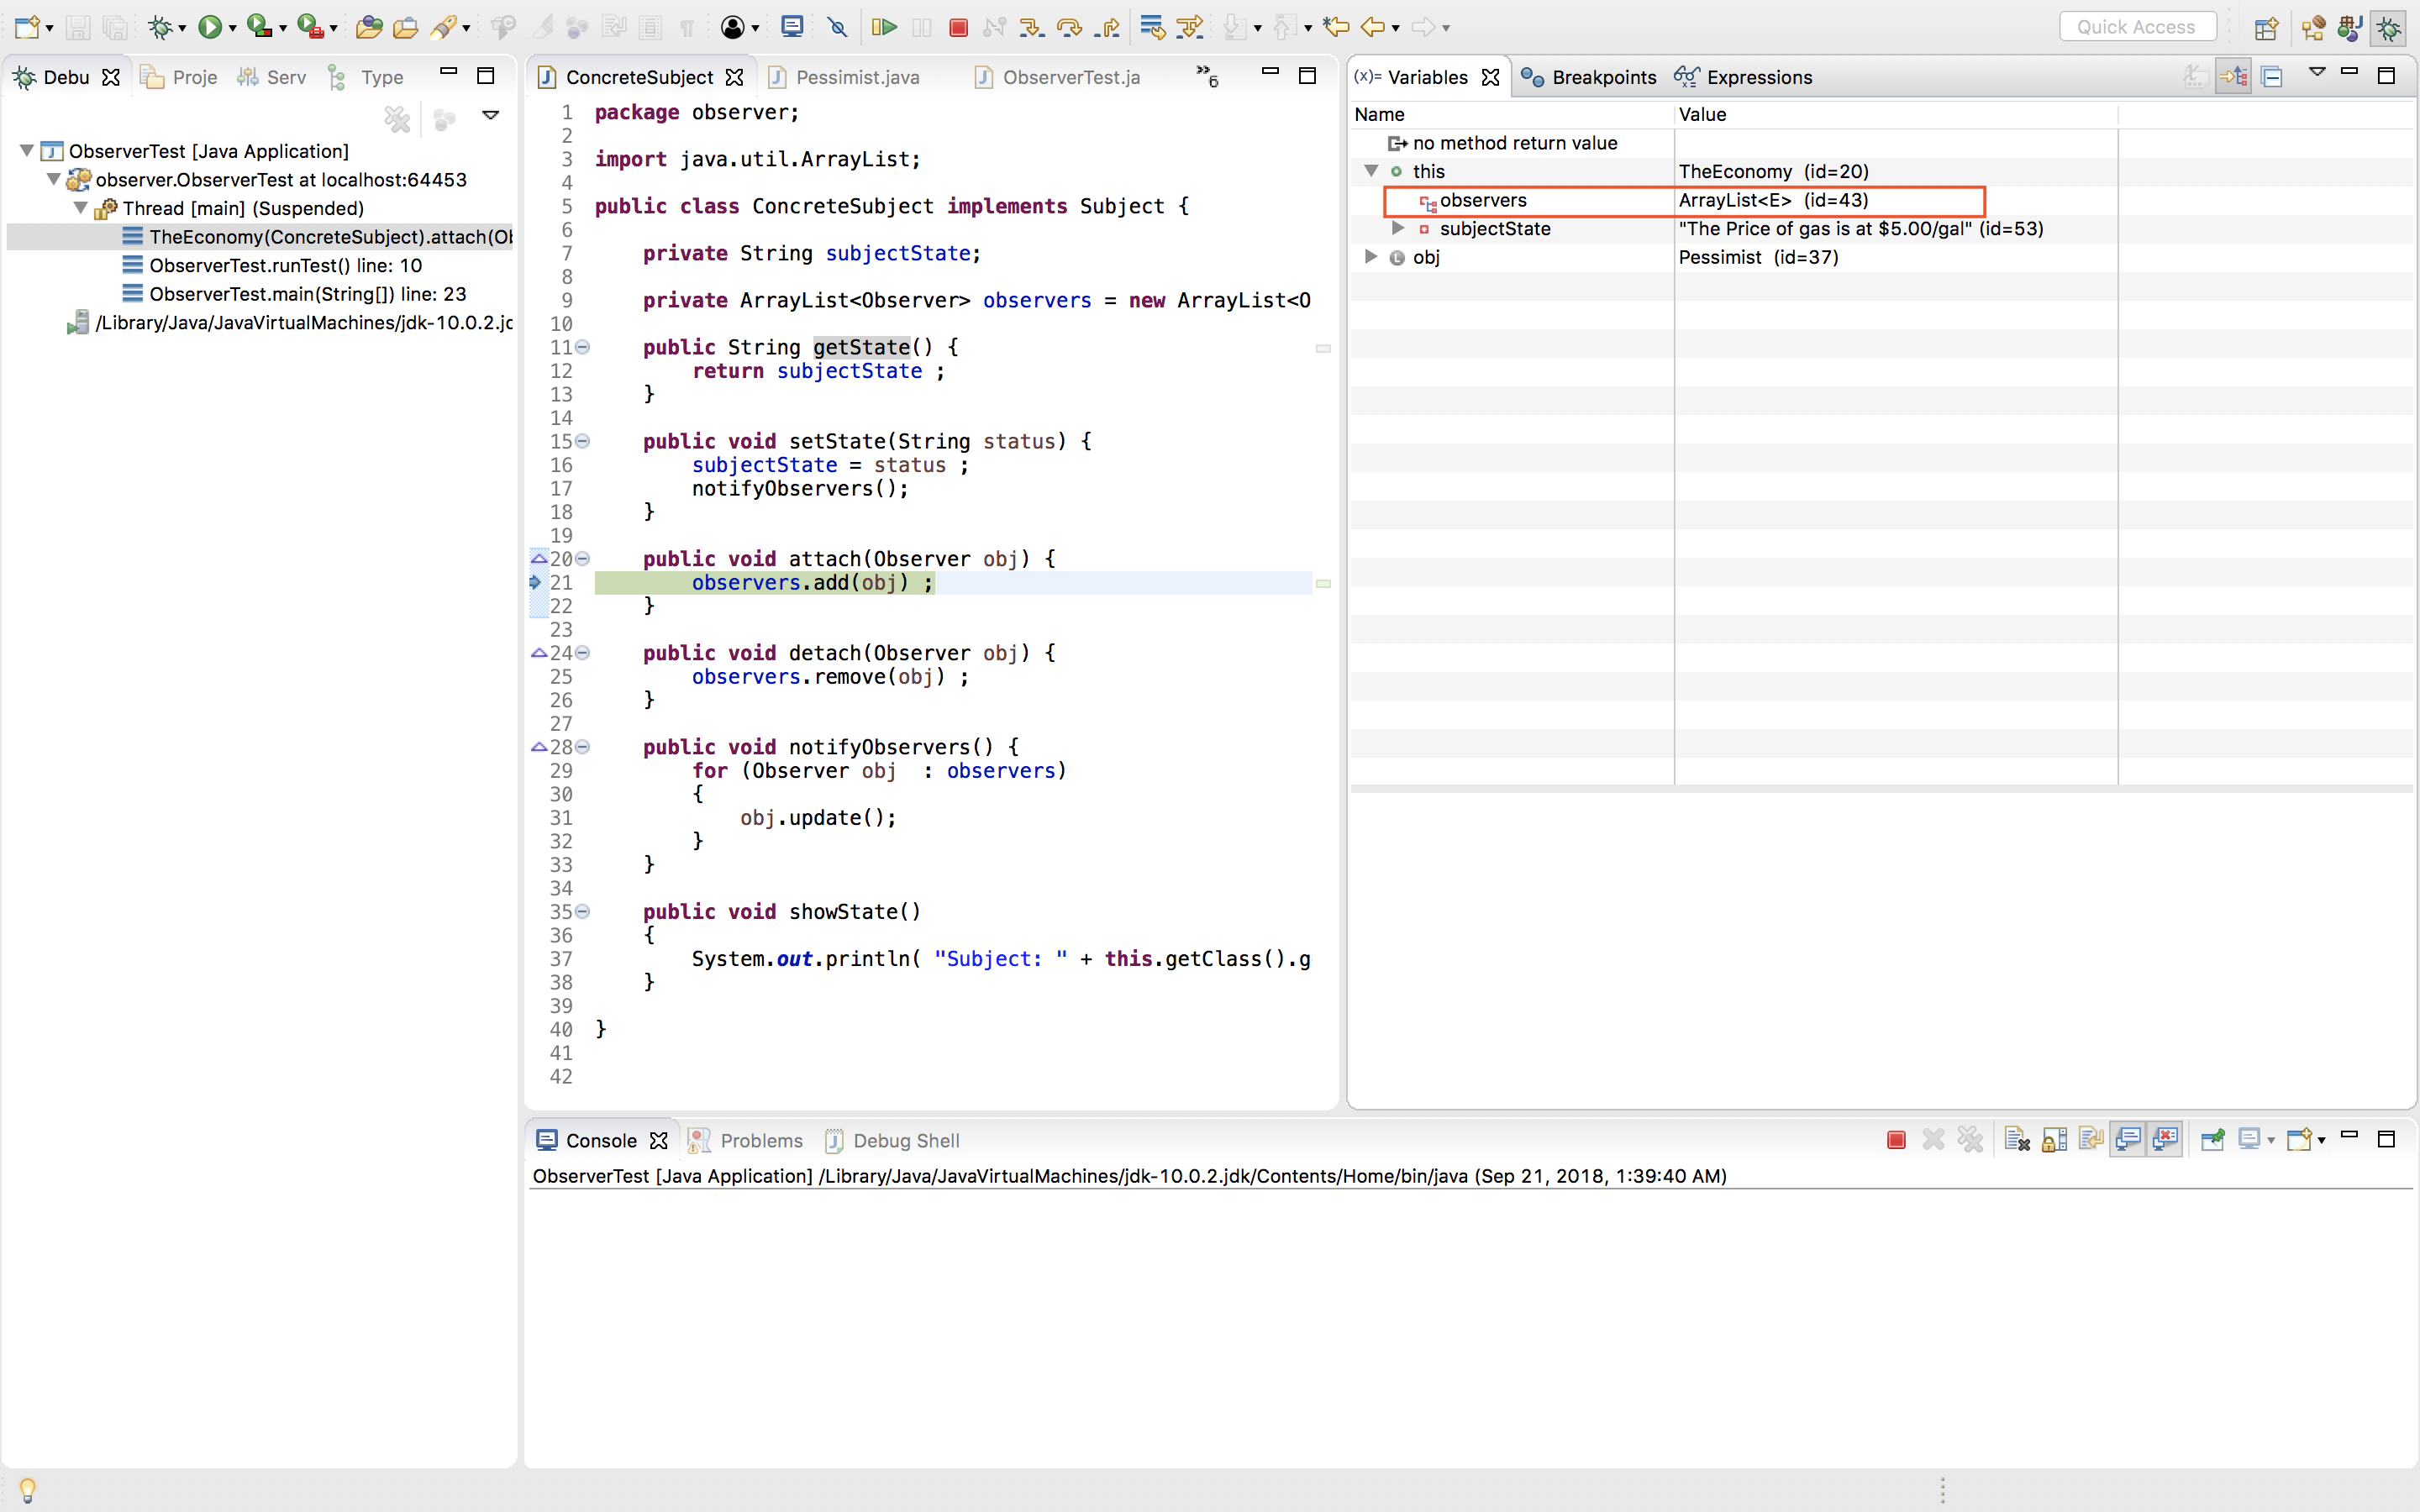 Quick Access
Debu
Proje
Serv
Type
ObserverTest [Java Application]
observer.ObserverTest at localhost:64453
Thread [main] (Suspended)
TheEconomy(ConcreteSubject).attach(Ob
ObserverTest.runTest() line: 10
ObserverTest.main(String[]) line: 23
/Library/Java/JavaVirtualMachines/jdk-10.0.2.jc
ConcreteSubject
Pessimist.java
ObserverTest.ja
»6
1 package observer;
2
3 import java.util.ArrayList;
4
5 public class ConcreteSubject implements Subject {
6
7 private String subjectState;
8
9 private ArrayList<Observer> observers = new ArrayList<O
10
11 public String getState() {
12 return subjectState ;
13 }
14
15 public void setState(String status) {
16 subjectState = status ;
17 notifyObservers();
18 }
19
20 public void attach(Observer obj) {
21 observers.add(obj) ;
22 }
23
24 public void detach(Observer obj) {
25 observers.remove(obj) ;
26 }
27
28 public void notifyObservers() {
29 for (Observer obj  : observers)
30 {
31 obj.update();
32 }
33 }
34
35 public void showState()
36 {
37 System.out.println( "Subject: " + this.getClass().g
38 }
39
40 }
41
42
(x)= Variables
Breakpoints
Expressions
Name Value
no method return value
this TheEconomy (id=20)
observers ArrayList<E> (id=43)
subjectState "The Price of gas is at $5.00/gal" (id=53)
obj Pessimist (id=37)
Console
Problems
Debug Shell
ObserverTest [Java Application] /Library/Java/JavaVirtualMachines/jdk-10.0.2.jdk/Contents/Home/bin/java (Sep 21, 2018, 1:39:40 AM)